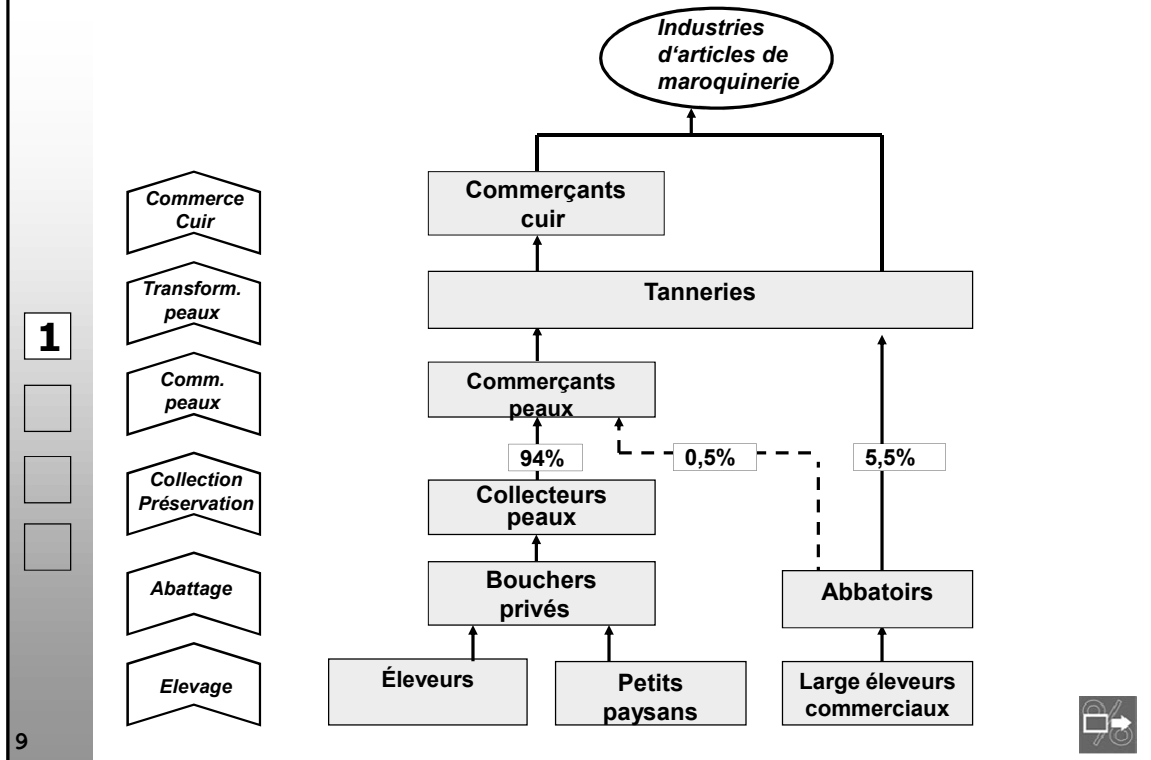 Industries
d‘articles de
maroquinerie
Commerce
Cuir
Commerçants
cuir
Transform.
peaux
Tanneries
1
Comm.
peaux
Commerçants
peaux
94%
0,5%
5,5%
Collection
Préservation
Collecteurs
peaux
Abattage
Bouchers
privés
Abbatoirs
Elevage
Éleveurs
Petits
paysans
Large éleveurs
commerciaux
%
9